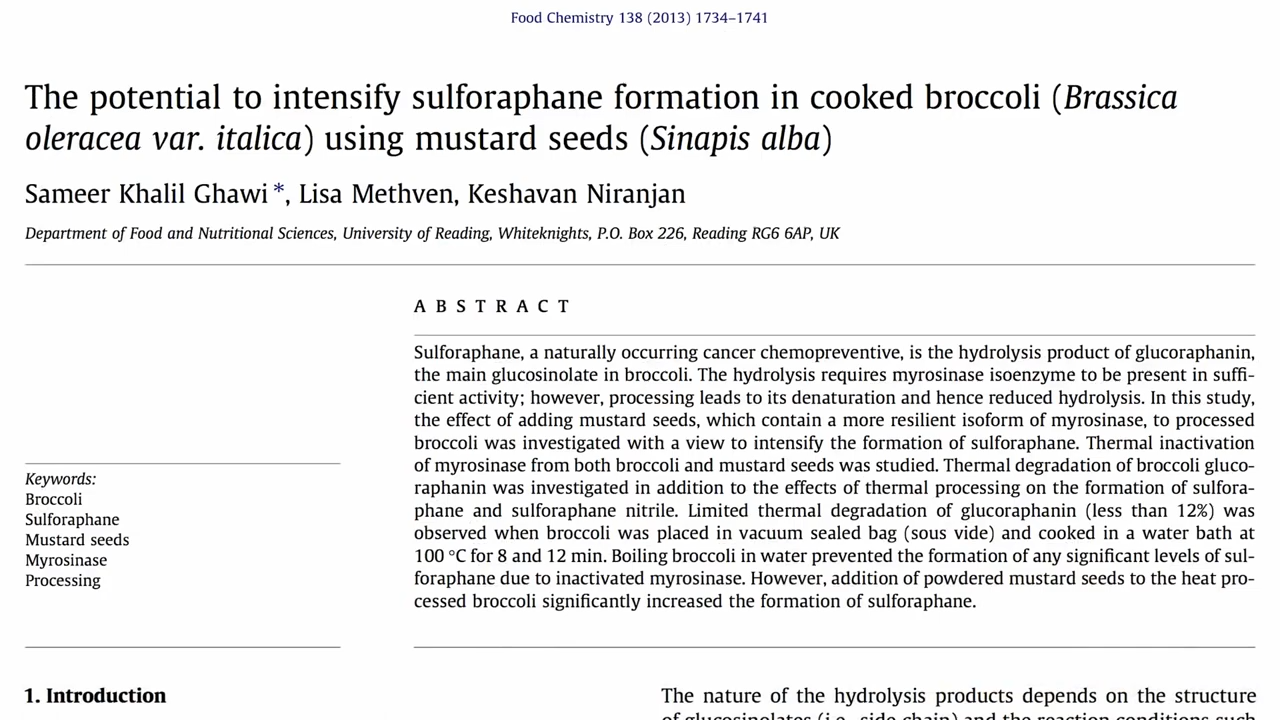 Food Chemistry 138 (2013) 1734–1741
The potential to intensify sulforaphane formation in cooked broccoli (Brassica
oleracea var. italica) using mustard seeds (Sinapis alba)
Sameer Khalil Ghawi *, Lisa Methven, Keshavan Niranjan
Department of Food and Nutritional Sciences, University of Reading, Whiteknights, P.O. Box 226, Reading RG6 6AP, UK
Keywords:
Broccoli
Sulforaphane
Mustard seeds
Myrosinase
Processing
A B S T R A C T
Sulforaphane, a naturally occurring cancer chemopreventive, is the hydrolysis product of glucoraphanin,
the main glucosinolate in broccoli. The hydrolysis requires myrosinase isoenzyme to be present in suffi-
cient activity; however, processing leads to its denaturation and hence reduced hydrolysis. In this study,
the effect of adding mustard seeds, which contain a more resilient isoform of myrosinase, to processed
broccoli was investigated with a view to intensify the formation of sulforaphane. Thermal inactivation
of myrosinase from both broccoli and mustard seeds was studied. Thermal degradation of broccoli gluco-
raphanin was investigated in addition to the effects of thermal processing on the formation of sulfora-
phane and sulforaphane nitrile. Limited thermal degradation of glucoraphanin (less than 12%) was
observed when broccoli was placed in vacuum sealed bag (sous vide) and cooked in a water bath at
100 °C for 8 and 12 min. Boiling broccoli in water prevented the formation of any significant levels of sul-
foraphane due to inactivated myrosinase. However, addition of powdered mustard seeds to the heat pro-
cessed broccoli significantly increased the formation of sulforaphane.
1. Introduction
The nature of the hydrolysis products depends on the structure
of glucosinolates (i.e., side chain) and the reaction conditions such